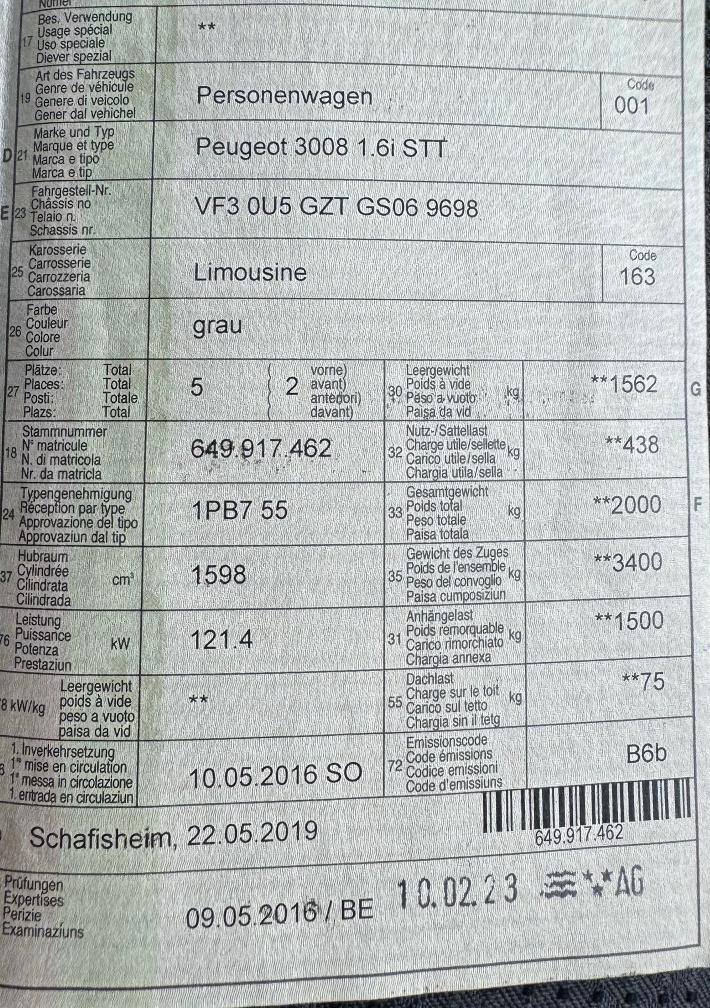 Numéro
17 Bes. Verwendung
Usage spécial
Uso speciale
Diever spezial
**
19 Art des Fahrzeugs
Genre de véhicule
Genere di veicolo
Gener dal vehichel
Personenwagen
Code
001
D 21 Marke und Typ
Marque et type
Marca e tipo
Marca e tip
Peugeot 3008 1.6i STT
E 23 Fahrgestell-Nr.
Châssis no
Telaio n.
Schassis nr.
VF3 0U5 GZT GS06 9698
25 Karosserie
Carrosserie
Carrozzeria
Carossaria
Limousine
Code
163
26 Farbe
Couleur
Colore
Colur
grau
27 Plätze: Total
Places: Total
Posti: Totale
Plazs: Total
5
( 2 vorne)
( avant)
( anteriori)
( davant)
30 Leergewicht
Poids à vide
Peso a vuoto
Paisa da vid
kg
**1562
G
18 Stammnummer
N° matricule
N. di matricola
Nr. da matricla
649.917.462
32 Nutz-/Sattellast
Charge utile/sellette
Carico utile/sella
Chargia utila/sella
kg
**438
24 Typengenehmigung
Réception par type
Approvazione del tipo
Approvaziun dal tip
1PB7 55
33 Gesamtgewicht
Poids total
Peso totale
Paisa totala
kg
**2000
F
37 Hubraum
Cylindrée
Cilindrata
Cilindrada
cm³
1598
35 Gewicht des Zuges
Poids de l'ensemble
Peso del convoglio
Paisa cumposiziun
kg
**3400
76 Leistung
Puissance
Potenza
Prestaziun
kW
121.4
31 Anhängelast
Poids remorquable
Carico rimorchiato
Chargia annexa
kg
**1500
78 kW/kg
Leergewicht
poids à vide
peso a vuoto
paisa da vid
**
55 Dachlast
Charge sur le toit
Carico sul tetto
Chargia sin il tetg
kg
**75
1. Inverkehrsetzung
1re mise en circulation
1a messa in circolazione
1. entrada en circulaziun
10.05.2016 SO
72 Emissionscode
Code émissions
Codice emissioni
Code d'emissiuns
B6b
Schafisheim, 22.05.2019
649.917.462
Prüfungen
Expertises
Perizie
Examinaziuns
09.05.2016 / BE
10.02.23 AG